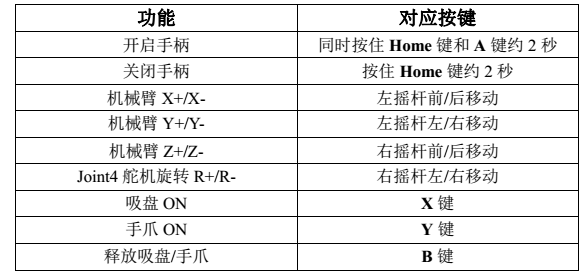 功能 对应按键
开启手柄 同时按住 Home 键和 A 键约 2 秒
关闭手柄 按住 Home 键约 2 秒
机械臂 X+/X- 左摇杆前/后移动
机械臂 Y+/Y- 左摇杆左/右移动
机械臂 Z+/Z- 右摇杆前/后移动
Joint4 舵机旋转 R+/R- 右摇杆左/右移动
吸盘 ON X 键
手爪 ON Y 键
释放吸盘/手爪 B 键